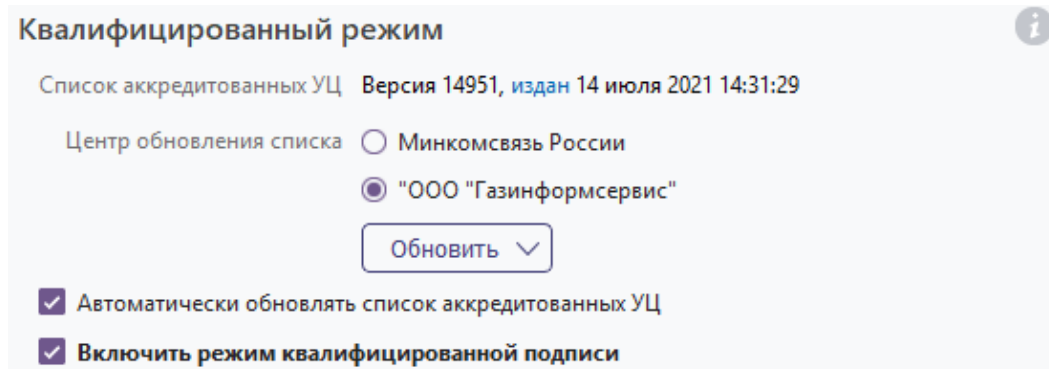 Квалифицированный режим
Список аккредитованных УЦ Версия 14951, издан 14 июля 2021 14:31:29
Центр обновления списка Минкомсвязь России
"ООО "Газинформсервис"
Обновить
Автоматически обновлять список аккредитованных УЦ
Включить режим квалифицированной подписи